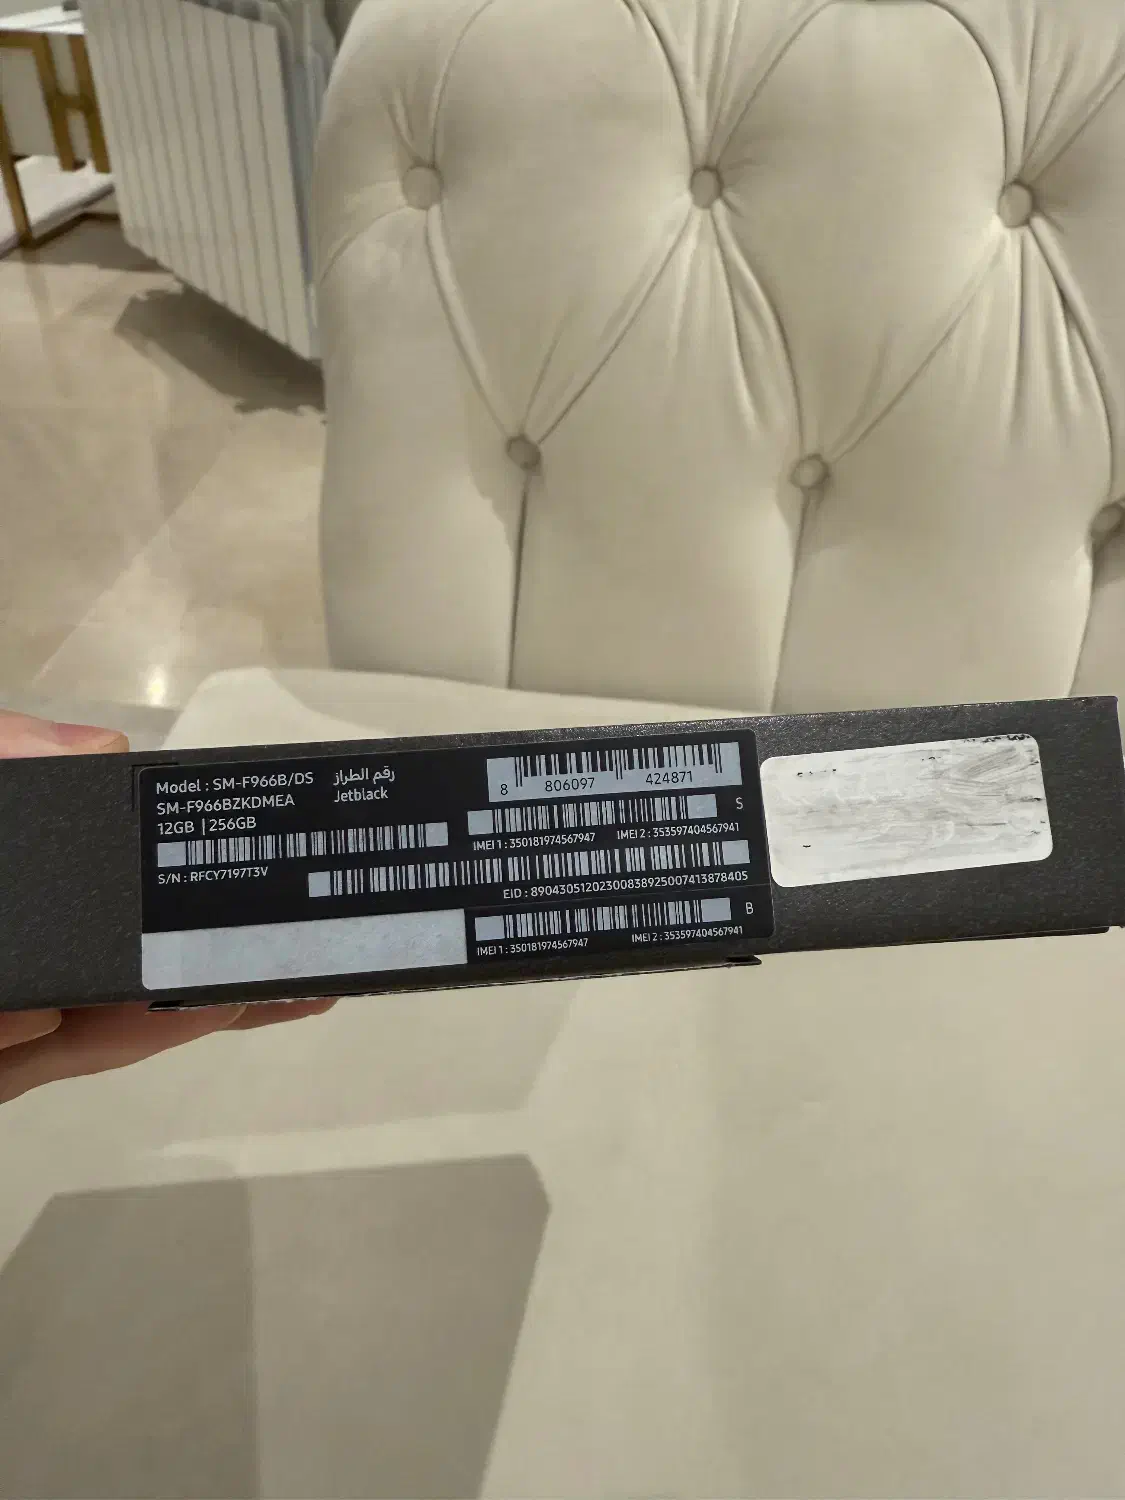 Model : SM-F966B/DS رقم الطراز
SM-F966BZKDMEA Jetblack
12GB | 256GB
S/N : RFCY7197T3V
8 806097 424871
S
IMEI 1 : 350181974567947 IMEI 2 : 353597404567941
EID : 89043051202300838925007413878405
B
IMEI 1 : 350181974567947 IMEI 2 : 353597404567941